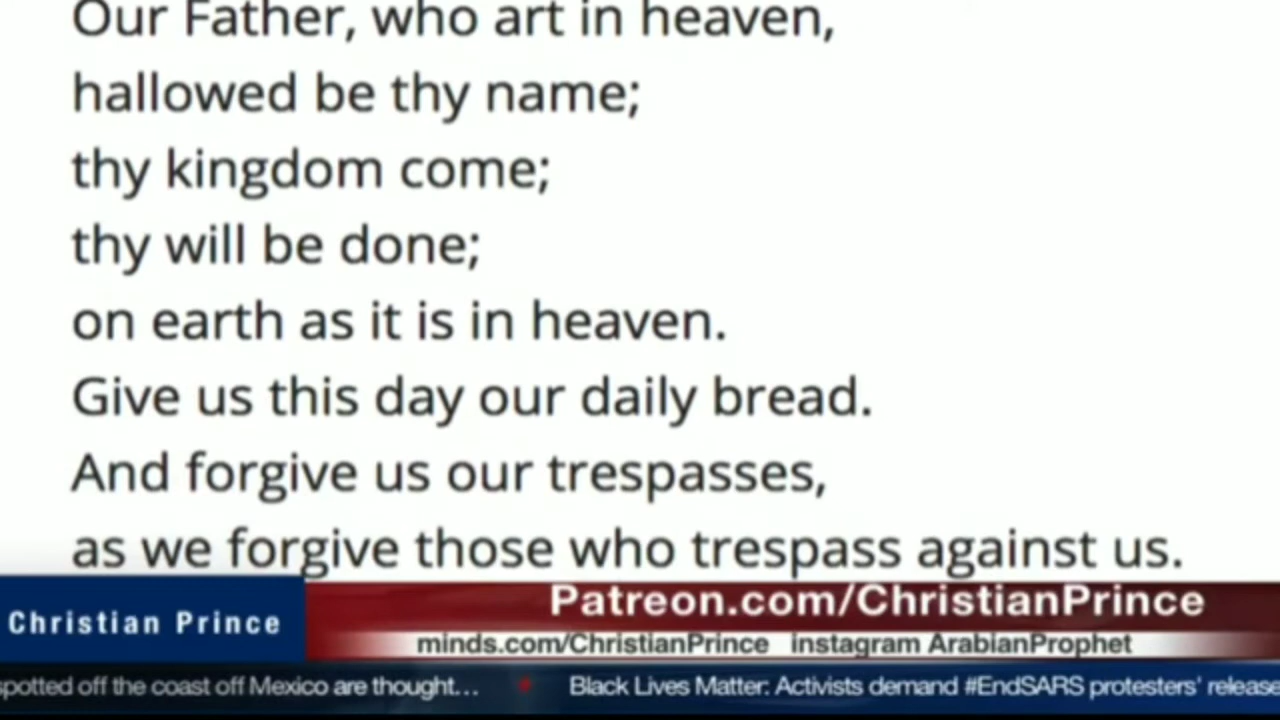 Our Father, who art in heaven,
hallowed be thy name;
thy kingdom come;
thy will be done;
on earth as it is in heaven.
Give us this day our daily bread.
And forgive us our trespasses,
as we forgive those who trespass against us.
Christian Prince
Patreon.com/ChristianPrince
minds.com/ChristianPrince instagram ArabianProphet
spotted off the coast off Mexico are thought... Black Lives Matter: Activists demand #EndSARS protesters' release